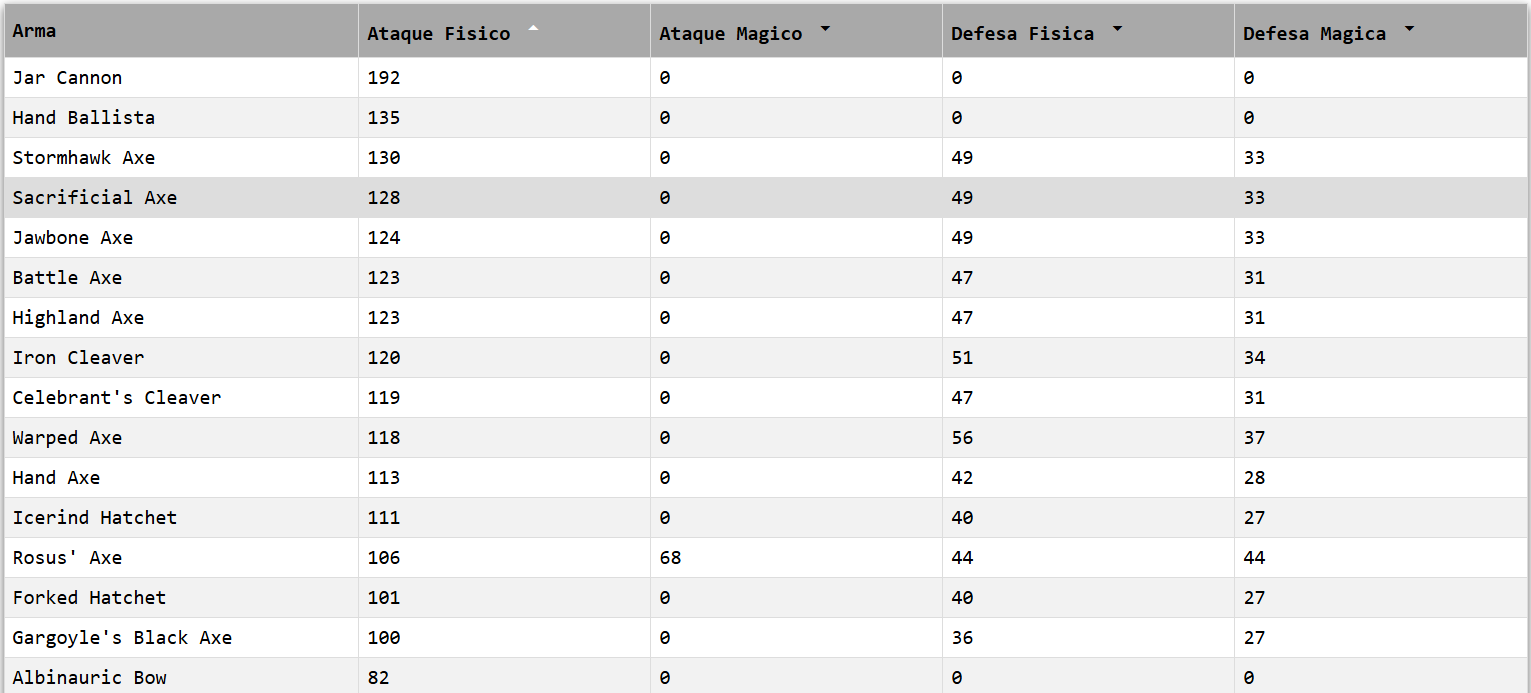 Arma Ataque Fisico Ataque Magico Defesa Fisica Defesa Magica
Jar Cannon 192 0 0 0
Hand Ballista 135 0 0 0
Stormhawk Axe 130 0 49 33
Sacrificial Axe 128 0 49 33
Jawbone Axe 124 0 49 33
Battle Axe 123 0 47 31
Highland Axe 123 0 47 31
Iron Cleaver 120 0 51 34
Celebrant's Cleaver 119 0 47 31
Warped Axe 118 0 56 37
Hand Axe 113 0 42 28
Icerind Hatchet 111 0 40 27
Rosus' Axe 106 68 44 44
Forked Hatchet 101 0 40 27
Gargoyle's Black Axe 100 0 36 27
Albinauric Bow 82 0 0 0